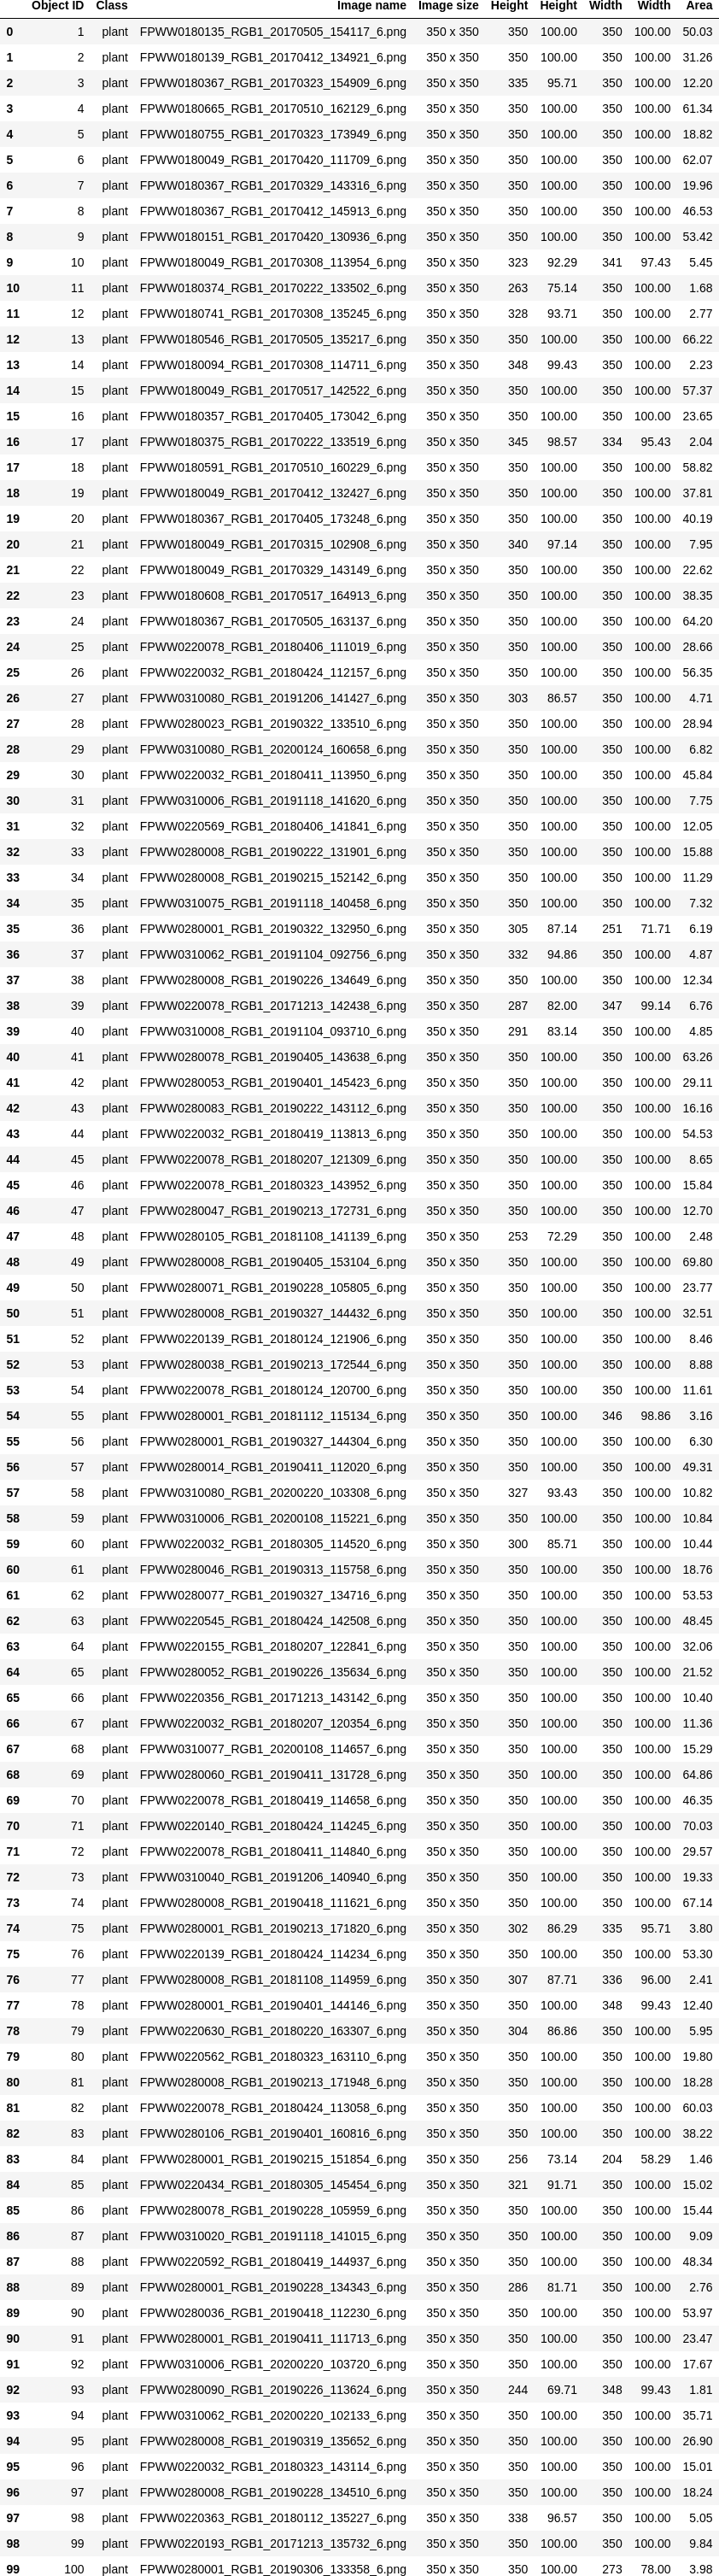 Object ID Class Image name Image size Height Height Width Width Area
0 1 plant FPWW0180135_RGB1_20170505_154117_6.png 350 x 350 350 100.00 350 100.00 50.03
1 2 plant FPWW0180139_RGB1_20170412_134921_6.png 350 x 350 350 100.00 350 100.00 31.26
2 3 plant FPWW0180367_RGB1_20170323_154909_6.png 350 x 350 335 95.71 350 100.00 12.20
3 4 plant FPWW0180665_RGB1_20170510_162129_6.png 350 x 350 350 100.00 350 100.00 61.34
4 5 plant FPWW0180755_RGB1_20170323_173949_6.png 350 x 350 350 100.00 350 100.00 18.82
5 6 plant FPWW0180049_RGB1_20170420_111709_6.png 350 x 350 350 100.00 350 100.00 62.07
6 7 plant FPWW0180367_RGB1_20170329_143316_6.png 350 x 350 350 100.00 350 100.00 19.96
7 8 plant FPWW0180367_RGB1_20170412_145913_6.png 350 x 350 350 100.00 350 100.00 46.53
8 9 plant FPWW0180151_RGB1_20170420_130936_6.png 350 x 350 350 100.00 350 100.00 53.42
9 10 plant FPWW0180049_RGB1_20170308_113954_6.png 350 x 350 323 92.29 341 97.43 5.45
10 11 plant FPWW0180374_RGB1_20170222_133502_6.png 350 x 350 263 75.14 350 100.00 1.68
11 12 plant FPWW0180741_RGB1_20170308_135245_6.png 350 x 350 328 93.71 350 100.00 2.77
12 13 plant FPWW0180546_RGB1_20170505_135217_6.png 350 x 350 350 100.00 350 100.00 66.22
13 14 plant FPWW0180094_RGB1_20170308_114711_6.png 350 x 350 348 99.43 350 100.00 2.23
14 15 plant FPWW0180049_RGB1_20170517_142522_6.png 350 x 350 350 100.00 350 100.00 57.37
15 16 plant FPWW0180357_RGB1_20170405_173042_6.png 350 x 350 350 100.00 350 100.00 23.65
16 17 plant FPWW0180375_RGB1_20170222_133519_6.png 350 x 350 345 98.57 334 95.43 2.04
17 18 plant FPWW0180591_RGB1_20170510_160229_6.png 350 x 350 350 100.00 350 100.00 58.82
18 19 plant FPWW0180049_RGB1_20170412_132427_6.png 350 x 350 350 100.00 350 100.00 37.81
19 20 plant FPWW0180367_RGB1_20170405_173248_6.png 350 x 350 350 100.00 350 100.00 40.19
20 21 plant FPWW0180049_RGB1_20170315_102908_6.png 350 x 350 340 97.14 350 100.00 7.95
21 22 plant FPWW0180049_RGB1_20170329_143149_6.png 350 x 350 350 100.00 350 100.00 22.62
22 23 plant FPWW0180608_RGB1_20170517_164913_6.png 350 x 350 350 100.00 350 100.00 38.35
23 24 plant FPWW0180367_RGB1_20170505_163137_6.png 350 x 350 350 100.00 350 100.00 64.20
24 25 plant FPWW0220078_RGB1_20180406_111019_6.png 350 x 350 350 100.00 350 100.00 28.66
25 26 plant FPWW0220032_RGB1_20180424_112157_6.png 350 x 350 350 100.00 350 100.00 56.35
26 27 plant FPWW0310080_RGB1_20191206_141427_6.png 350 x 350 303 86.57 350 100.00 4.71
27 28 plant FPWW0280023_RGB1_20190322_133510_6.png 350 x 350 350 100.00 350 100.00 28.94
28 29 plant FPWW0310080_RGB1_20200124_160658_6.png 350 x 350 350 100.00 350 100.00 6.82
29 30 plant FPWW0220032_RGB1_20180411_113950_6.png 350 x 350 350 100.00 350 100.00 45.84
30 31 plant FPWW0310006_RGB1_20191118_141620_6.png 350 x 350 350 100.00 350 100.00 7.75
31 32 plant FPWW0220569_RGB1_20180406_141841_6.png 350 x 350 350 100.00 350 100.00 12.05
32 33 plant FPWW0280008_RGB1_20190222_131901_6.png 350 x 350 350 100.00 350 100.00 15.88
33 34 plant FPWW0280008_RGB1_20190215_152142_6.png 350 x 350 350 100.00 350 100.00 11.29
34 35 plant FPWW0310075_RGB1_20191118_140458_6.png 350 x 350 350 100.00 350 100.00 7.32
35 36 plant FPWW0280001_RGB1_20190322_132950_6.png 350 x 350 305 87.14 251 71.71 6.19
36 37 plant FPWW0310062_RGB1_20191104_092756_6.png 350 x 350 332 94.86 350 100.00 4.87
37 38 plant FPWW0280008_RGB1_20190226_134649_6.png 350 x 350 350 100.00 350 100.00 12.34
38 39 plant FPWW0220078_RGB1_20171213_142438_6.png 350 x 350 287 82.00 347 99.14 6.76
39 40 plant FPWW0310008_RGB1_20191104_093710_6.png 350 x 350 291 83.14 350 100.00 4.85
40 41 plant FPWW0280078_RGB1_20190405_143638_6.png 350 x 350 350 100.00 350 100.00 63.26
41 42 plant FPWW0280053_RGB1_20190401_145423_6.png 350 x 350 350 100.00 350 100.00 29.11
42 43 plant FPWW0280083_RGB1_20190222_143112_6.png 350 x 350 350 100.00 350 100.00 16.16
43 44 plant FPWW0220032_RGB1_20180419_113813_6.png 350 x 350 350 100.00 350 100.00 54.53
44 45 plant FPWW0220078_RGB1_20180207_121309_6.png 350 x 350 350 100.00 350 100.00 8.65
45 46 plant FPWW0220078_RGB1_20180323_143952_6.png 350 x 350 350 100.00 350 100.00 15.84
46 47 plant FPWW0280047_RGB1_20190213_172731_6.png 350 x 350 350 100.00 350 100.00 12.70
47 48 plant FPWW0280105_RGB1_20181108_141139_6.png 350 x 350 253 72.29 350 100.00 2.48
48 49 plant FPWW0280008_RGB1_20190405_153104_6.png 350 x 350 350 100.00 350 100.00 69.80
49 50 plant FPWW0280071_RGB1_20190228_105805_6.png 350 x 350 350 100.00 350 100.00 23.77
50 51 plant FPWW0280008_RGB1_20190327_144432_6.png 350 x 350 350 100.00 350 100.00 32.51
51 52 plant FPWW0220139_RGB1_20180124_121906_6.png 350 x 350 350 100.00 350 100.00 8.46
52 53 plant FPWW0280038_RGB1_20190213_172544_6.png 350 x 350 350 100.00 350 100.00 8.88
53 54 plant FPWW0220078_RGB1_20180124_120700_6.png 350 x 350 350 100.00 350 100.00 11.61
54 55 plant FPWW0280001_RGB1_20181112_115134_6.png 350 x 350 350 100.00 346 98.86 3.16
55 56 plant FPWW0280001_RGB1_20190327_144304_6.png 350 x 350 350 100.00 350 100.00 6.30
56 57 plant FPWW0280014_RGB1_20190411_112020_6.png 350 x 350 350 100.00 350 100.00 49.31
57 58 plant FPWW0310080_RGB1_20200220_103308_6.png 350 x 350 327 93.43 350 100.00 10.82
58 59 plant FPWW0310006_RGB1_20200108_115221_6.png 350 x 350 350 100.00 350 100.00 10.84
59 60 plant FPWW0220032_RGB1_20180305_114520_6.png 350 x 350 300 85.71 350 100.00 10.44
60 61 plant FPWW0280046_RGB1_20190313_115758_6.png 350 x 350 350 100.00 350 100.00 18.76
61 62 plant FPWW0280077_RGB1_20190327_134716_6.png 350 x 350 350 100.00 350 100.00 53.53
62 63 plant FPWW0220545_RGB1_20180424_142508_6.png 350 x 350 350 100.00 350 100.00 48.45
63 64 plant FPWW0220155_RGB1_20180207_122841_6.png 350 x 350 350 100.00 350 100.00 32.06
64 65 plant FPWW0280052_RGB1_20190226_135634_6.png 350 x 350 350 100.00 350 100.00 21.52
65 66 plant FPWW0220356_RGB1_20171213_143142_6.png 350 x 350 350 100.00 350 100.00 10.40
66 67 plant FPWW0220032_RGB1_20180207_120354_6.png 350 x 350 350 100.00 350 100.00 11.36
67 68 plant FPWW0310077_RGB1_20200108_114657_6.png 350 x 350 350 100.00 350 100.00 15.29
68 69 plant FPWW0280060_RGB1_20190411_131728_6.png 350 x 350 350 100.00 350 100.00 64.86
69 70 plant FPWW0220078_RGB1_20180419_114658_6.png 350 x 350 350 100.00 350 100.00 46.35
70 71 plant FPWW0220140_RGB1_20180424_114245_6.png 350 x 350 350 100.00 350 100.00 70.03
71 72 plant FPWW0220078_RGB1_20180411_114840_6.png 350 x 350 350 100.00 350 100.00 29.57
72 73 plant FPWW0310040_RGB1_20191206_140940_6.png 350 x 350 350 100.00 350 100.00 19.33
73 74 plant FPWW0280008_RGB1_20190418_111621_6.png 350 x 350 350 100.00 350 100.00 67.14
74 75 plant FPWW0280001_RGB1_20190213_171820_6.png 350 x 350 302 86.29 335 95.71 3.80
75 76 plant FPWW0220139_RGB1_20180424_114234_6.png 350 x 350 350 100.00 350 100.00 53.30
76 77 plant FPWW0280008_RGB1_20181108_114959_6.png 350 x 350 307 87.71 336 96.00 2.41
77 78 plant FPWW0280001_RGB1_20190401_144146_6.png 350 x 350 350 100.00 348 99.43 12.40
78 79 plant FPWW0220630_RGB1_20180220_163307_6.png 350 x 350 304 86.86 350 100.00 5.95
79 80 plant FPWW0220562_RGB1_20180323_163110_6.png 350 x 350 350 100.00 350 100.00 19.80
80 81 plant FPWW0280008_RGB1_20190213_171948_6.png 350 x 350 350 100.00 350 100.00 18.28
81 82 plant FPWW0220078_RGB1_20180424_113058_6.png 350 x 350 350 100.00 350 100.00 60.03
82 83 plant FPWW0280106_RGB1_20190401_160816_6.png 350 x 350 350 100.00 350 100.00 38.22
83 84 plant FPWW0280001_RGB1_20190215_151854_6.png 350 x 350 256 73.14 204 58.29 1.46
84 85 plant FPWW0220434_RGB1_20180305_145454_6.png 350 x 350 321 91.71 350 100.00 15.02
85 86 plant FPWW0280078_RGB1_20190228_105959_6.png 350 x 350 350 100.00 350 100.00 15.44
86 87 plant FPWW0310020_RGB1_20191118_141015_6.png 350 x 350 350 100.00 350 100.00 9.09
87 88 plant FPWW0220592_RGB1_20180419_144937_6.png 350 x 350 350 100.00 350 100.00 48.34
88 89 plant FPWW0280001_RGB1_20190228_134343_6.png 350 x 350 286 81.71 350 100.00 2.76
89 90 plant FPWW0280036_RGB1_20190418_112230_6.png 350 x 350 350 100.00 350 100.00 53.97
90 91 plant FPWW0280001_RGB1_20190411_111713_6.png 350 x 350 350 100.00 350 100.00 23.47
91 92 plant FPWW0310006_RGB1_20200220_103720_6.png 350 x 350 350 100.00 350 100.00 17.67
92 93 plant FPWW0280090_RGB1_20190226_113624_6.png 350 x 350 244 69.71 348 99.43 1.81
93 94 plant FPWW0310062_RGB1_20200220_102133_6.png 350 x 350 350 100.00 350 100.00 35.71
94 95 plant FPWW0280008_RGB1_20190319_135652_6.png 350 x 350 350 100.00 350 100.00 26.90
95 96 plant FPWW0220032_RGB1_20180323_143114_6.png 350 x 350 350 100.00 350 100.00 15.01
96 97 plant FPWW0280008_RGB1_20190228_134510_6.png 350 x 350 350 100.00 350 100.00 18.24
97 98 plant FPWW0220363_RGB1_20180112_135227_6.png 350 x 350 338 96.57 350 100.00 5.05
98 99 plant FPWW0220193_RGB1_20171213_135732_6.png 350 x 350 350 100.00 350 100.00 9.84
99 100 plant FPWW0280001_RGB1_20190306_133358_6.png 350 x 350 350 100.00 273 78.00 3.98